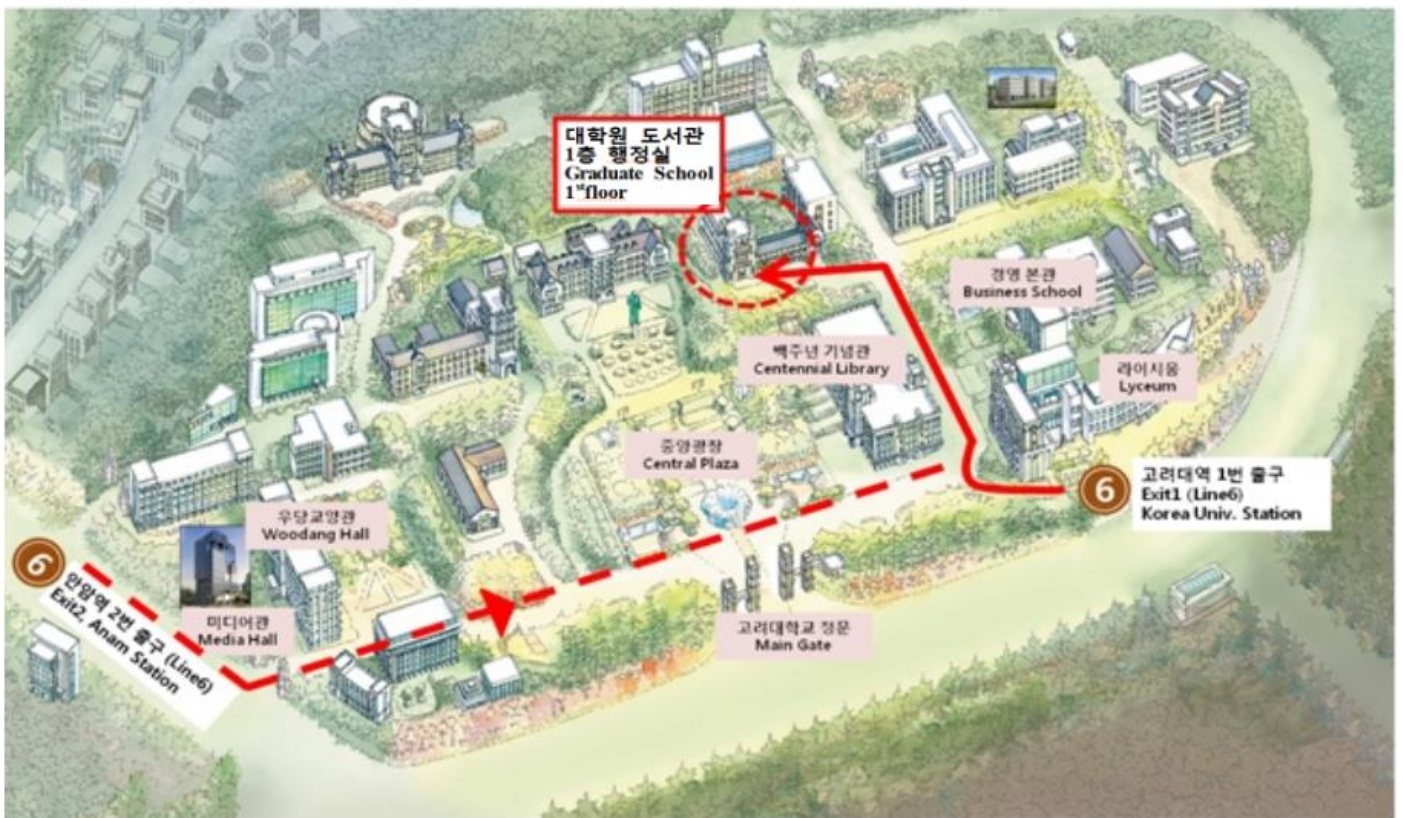 대학원 도서관
1층 행정실
Graduate School
1st floor
경영 본관
Business School
백주년 기념관
Centennial Library
라이시움
Lyceum
중앙광장
Central Plaza
6
고려대역 1번 출구
Exit1 (Line6)
Korea Univ. Station
우당교양관
Woodang Hall
6
안암역 2번 출구 (Line6)
Exit2, Anam Station
미디어관
Media Hall
고려대학교 정문
Main Gate